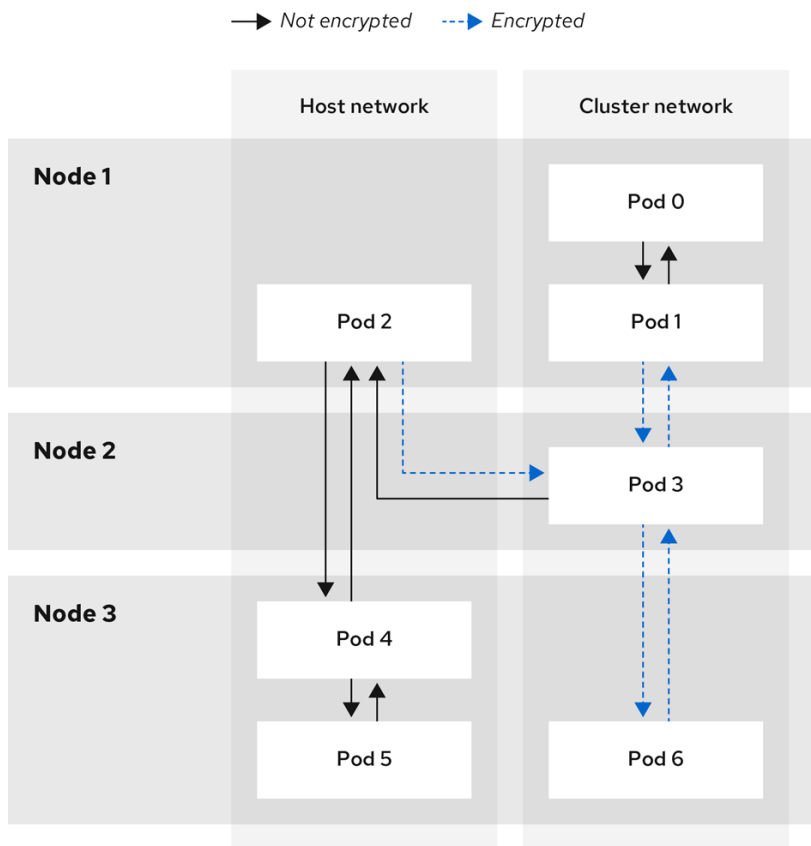 Not encrypted
Encrypted
Host network
Cluster network
Node 1
Pod 0
Pod 2
Pod 1
Node 2
Pod 3
Node 3
Pod 4
Pod 5
Pod 6